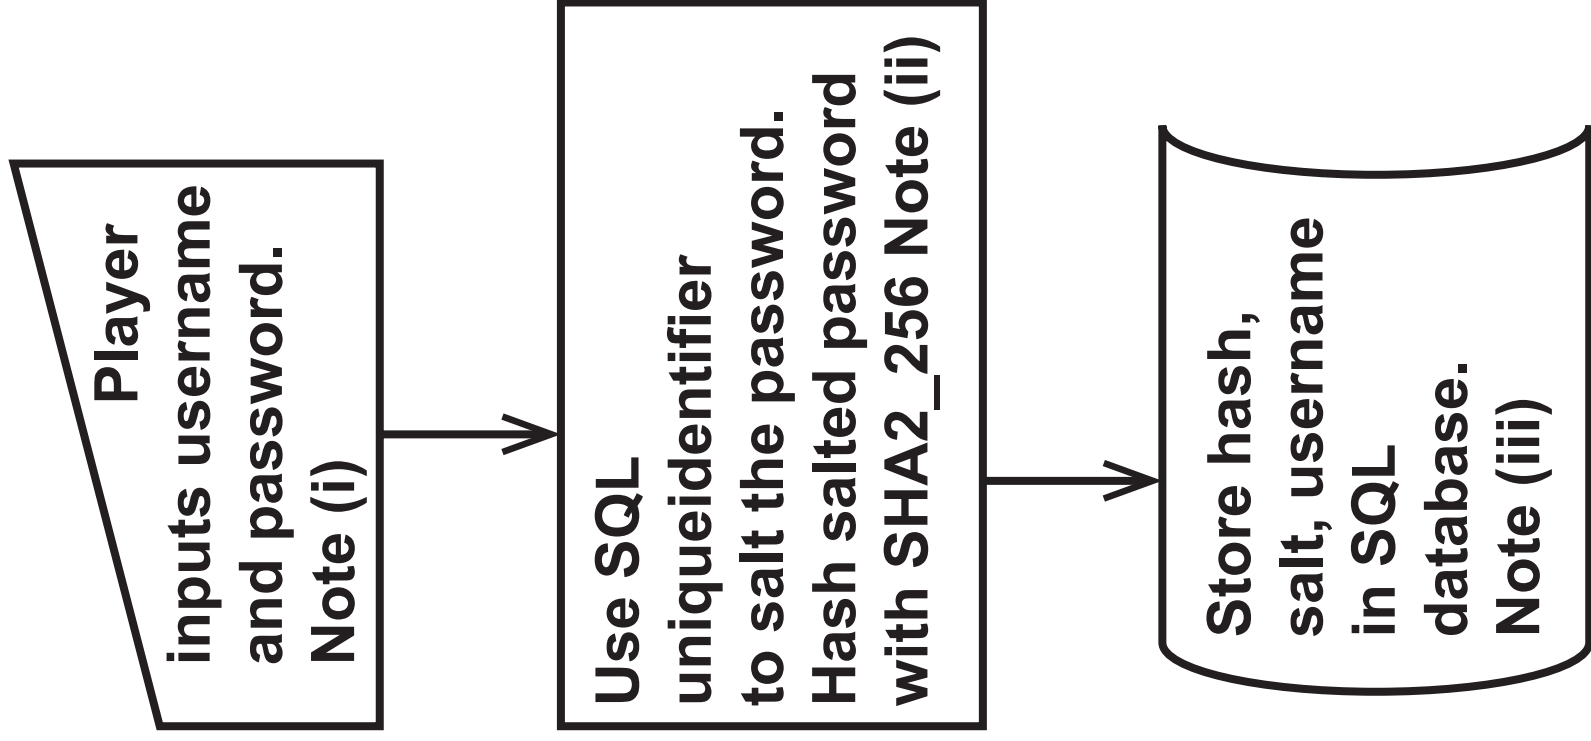 Player
inputs username
and password.
Note (i)
Use SQL
uniqueidentifier
to salt the password.
Hash salted password
with SHA2_256 Note (ii)
Store hash,
salt, username
in SQL
database.
Note (iii)